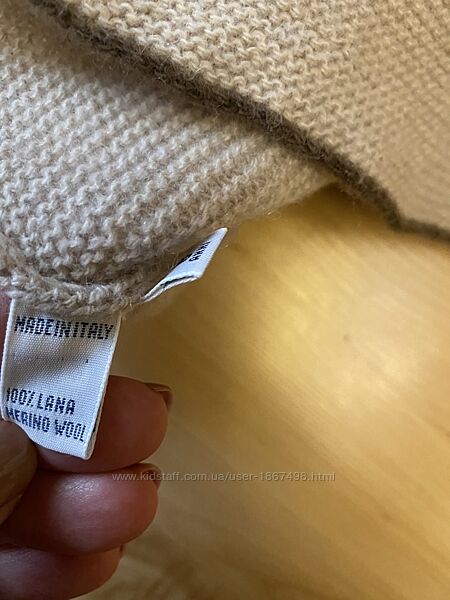 MADE IN ITALY
100% LANA
MERINO WOOL
www.kidstaff.com.ua/user-1867498.html